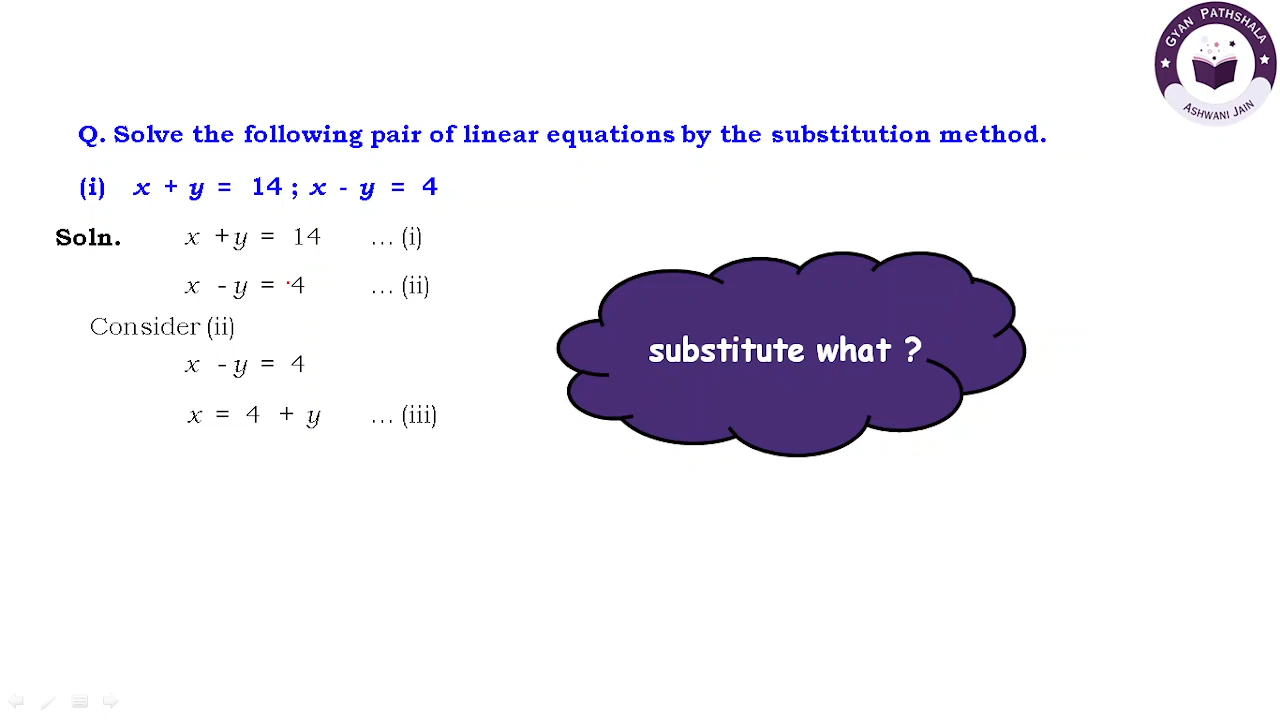 GYAN PATHSHALA
ASHWANI JAIN
Q. Solve the following pair of linear equations by the substitution method.
(i) x + y = 14 ; x - y = 4
Soln. x + y = 14 ... (i)
x - y = 4 ... (ii)
Consider (ii)
x - y = 4
x = 4 + y ... (iii)
substitute what ?